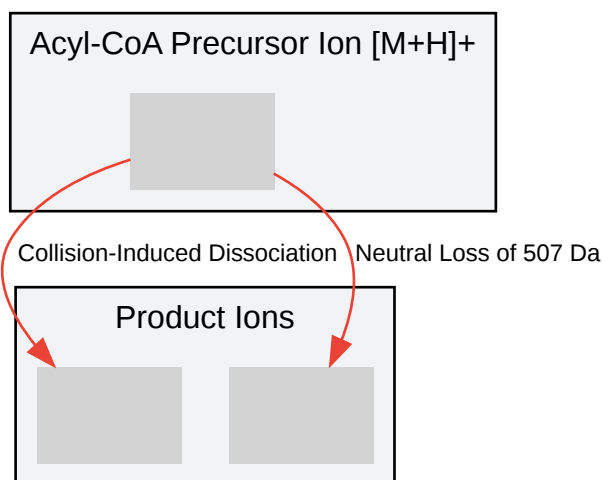 Acyl-CoA Precursor Ion [M+H]+
Collision-Induced Dissociation
Neutral Loss of 507 Da
Product Ions